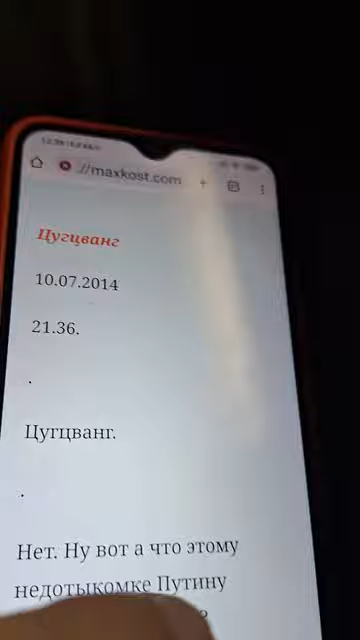 //maxkost.com
Цугцванг
10.07.2014
21.36.
.
Цугцванг.
.
Нет. Ну вот а что этому
недотыкомке Путину